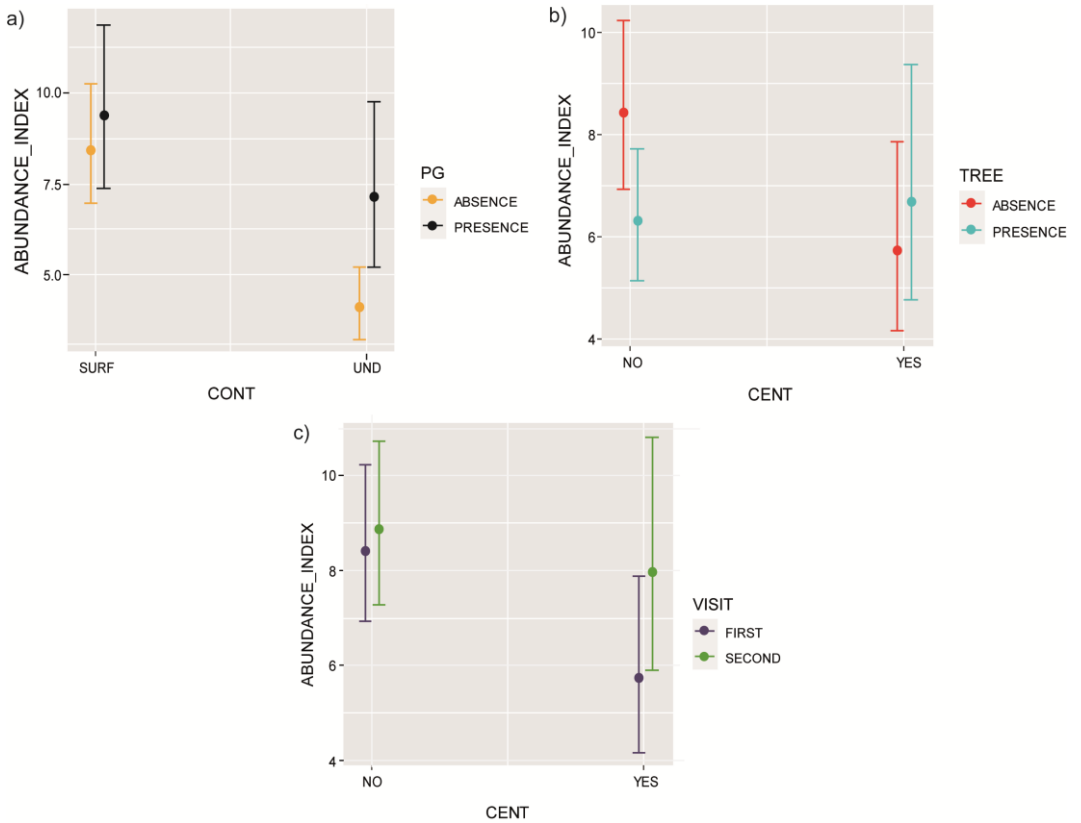 a)
ABUNDANCE_INDEX
10.0
7.5
5.0
SURF
UND
CONT
PG
ABSENCE
PRESENCE
b)
ABUNDANCE_INDEX
10
8
6
4
NO
YES
CENT
TREE
ABSENCE
PRESENCE
c)
ABUNDANCE_INDEX
10
8
6
4
NO
YES
CENT
VISIT
FIRST
SECOND